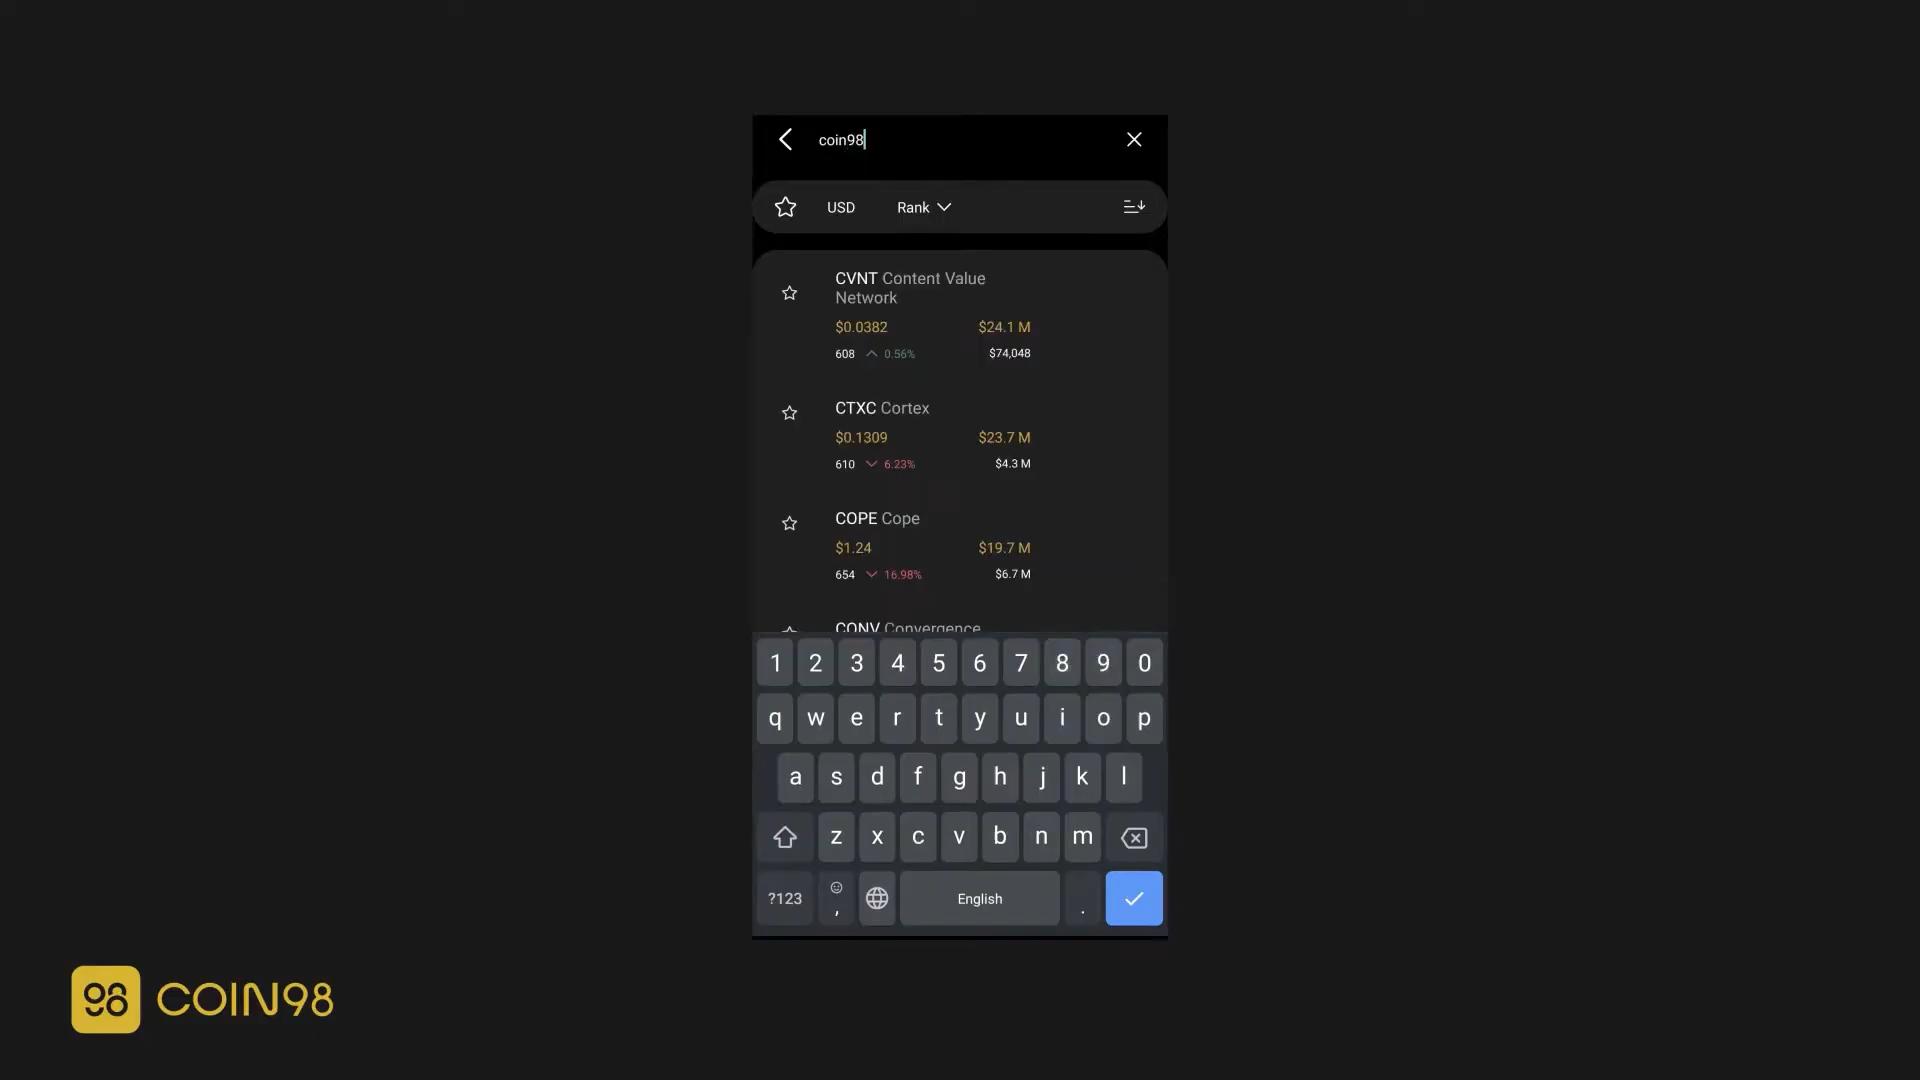 coin98
USD Rank
CVNT Content Value
Network
$0.0382 $24.1 M
608 0.56% $74,048
CTXC Cortex
$0.1309 $23.7 M
610 6.23% $4.3 M
COPE Cope
$1.24 $19.7 M
654 16.98% $6.7 M
CONV Convergence
1 2 3 4 5 6 7 8 9 0
q w e r t y u i o p
a s d f g h j k l
z x c v b n m
?123 , English .
98 COIN98